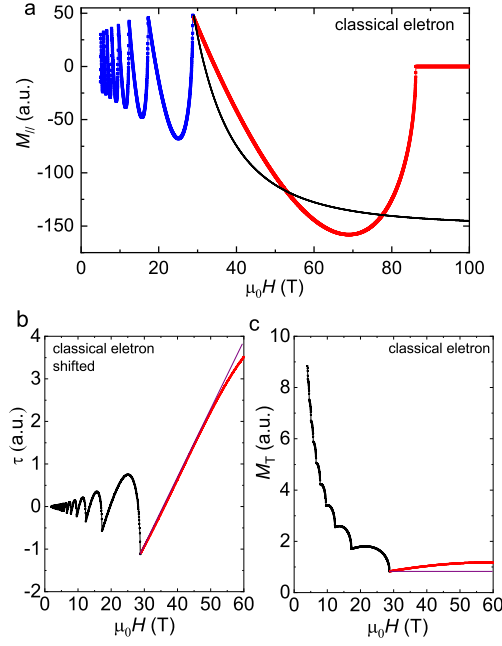 a
classical eletron
M// (a.u.)
50
0
-50
-100
-150
0
20
40
60
80
100
μ0H (T)
b
classical eletron
shifted
τ (a.u.)
4
3
2
1
0
-1
-2
0
10
20
30
40
50
60
μ0H (T)
c
classical eletron
MT (a.u.)
10
8
6
4
2
0
0
10
20
30
40
50
60
μ0H (T)